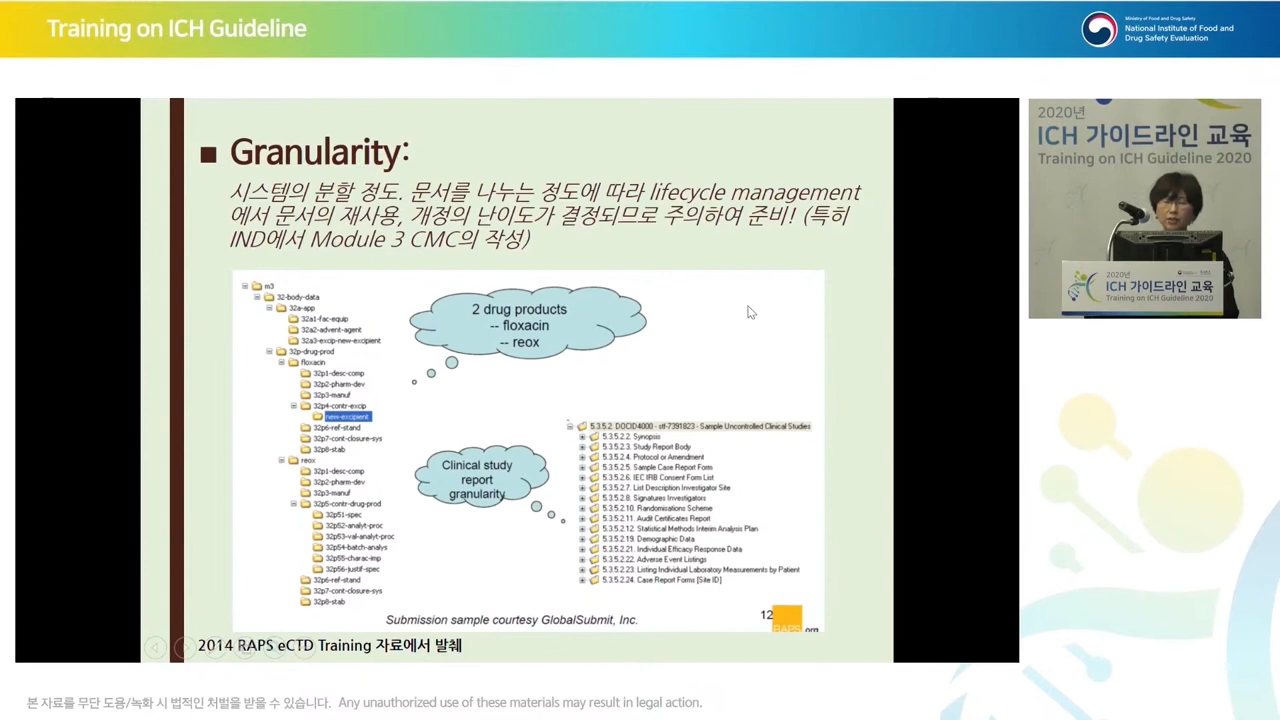 Training on ICH Guideline
Ministry of Food and Drug Safety
National Institute of Food and
Drug Safety Evaluation
■ Granularity:
시스템의 분할 정도. 문서를 나누는 정도에 따라 lifecycle management
에서 문서의 재사용, 개정의 난이도가 결정되므로 주의하여 준비! (특히
IND에서 Module 3 CMC의 작성)
m3
32-body-data
32a-app
32a1-fac-equip
32a2-advent-agent
32a3-excip-new-excipient
32p-drug-prod
floxacin
32p1-desc-comp
32p2-pharm-dev
32p3-manuf
32p4-contr-excip
new-excipient
32p6-ref-stand
32p7-cont-closure-sys
32p8-stab
reox
32p1-desc-comp
32p2-pharm-dev
32p3-manuf
32p5-contr-drug-prod
32p51-spec
32p52-analyt-proc
32p53-val-analyt-proc
32p54-batch-analys
32p55-charac-imp
32p56-justif-spec
32p6-ref-stand
32p7-cont-closure-sys
32p8-stab
2 drug products
-- floxacin
-- reox
Clinical study
report
granularity
5.3.5.2. DOCID4000 - stf-7391823 - Sample Uncontrolled Clinical Studies
5.3.5.2.2. Synopsis
5.3.5.2.3. Study Report Body
5.3.5.2.4. Protocol or Amendment
5.3.5.2.5. Sample Case Report Form
5.3.5.2.6. IEC IRB Consent Form List
5.3.5.2.7. List Description Investigator Site
5.3.5.2.8. Signatures Investigators
5.3.5.2.10. Randomisations Scheme
5.3.5.2.11. Audit Certificates Report
5.3.5.2.12. Statistical Methods Interim Analysis Plan
5.3.5.2.19. Demographic Data
5.3.5.2.21. Individual Efficacy Response Data
5.3.5.2.22. Adverse Event Listings
5.3.5.2.23. Listing Individual Laboratory Measurements by Patient
5.3.5.2.24. Case Report Forms [Site ID]
Submission sample courtesy GlobalSubmit, Inc.
12
RAPS.org
2014 RAPS eCTD Training 자료에서 발췌
2020년
ICH 가이드라인 교육
Training on ICH Guideline 2020
2020년
ICH 가이드라인 교육
Training on ICH Guideline 2020
본 자료를 무단 도용/녹화 시 법적인 처벌을 받을 수 있습니다. Any unauthorized use of these materials may result in legal action.